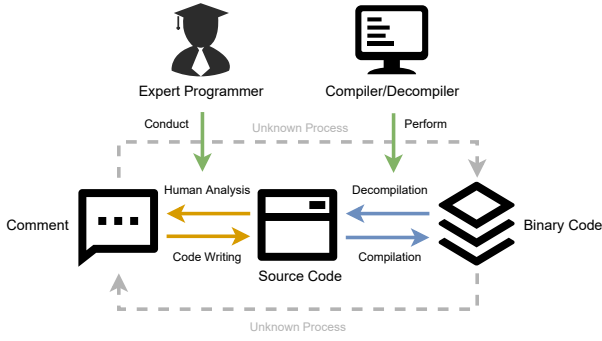 Expert Programmer
Compiler/Decompiler
Conduct
Unknown Process
Perform
Human Analysis
Decompilation
Comment
Binary Code
Code Writing
Compilation
Source Code
Unknown Process